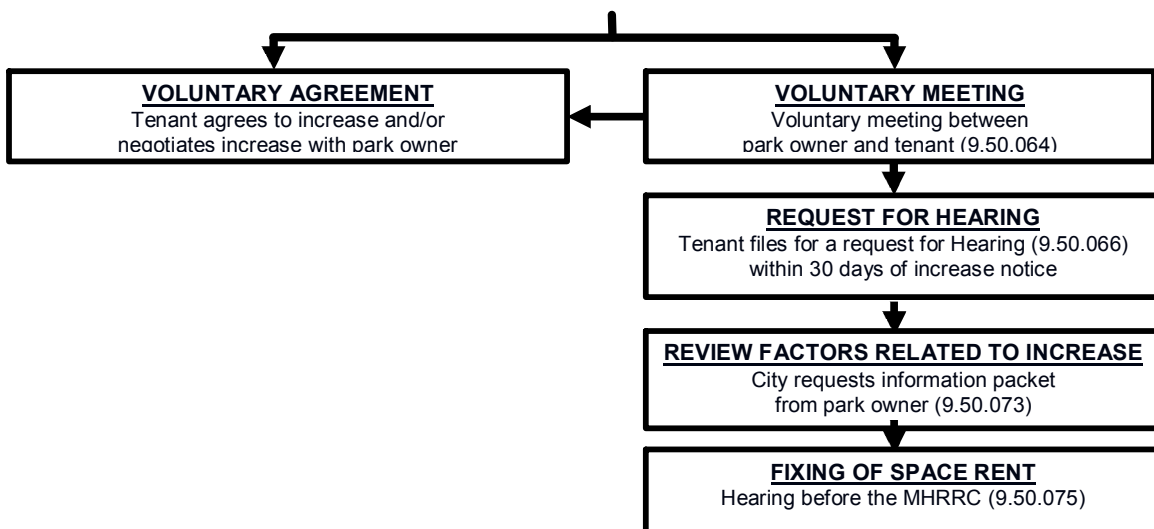 VOLUNTARY AGREEMENT
Tenant agrees to increase and/or
negotiates increase with park owner
VOLUNTARY MEETING
Voluntary meeting between
park owner and tenant (9.50.064)
REQUEST FOR HEARING
Tenant files for a request for Hearing (9.50.066)
within 30 days of increase notice
REVIEW FACTORS RELATED TO INCREASE
City requests information packet
from park owner (9.50.073)
FIXING OF SPACE RENT
Hearing before the MHRRC (9.50.075)